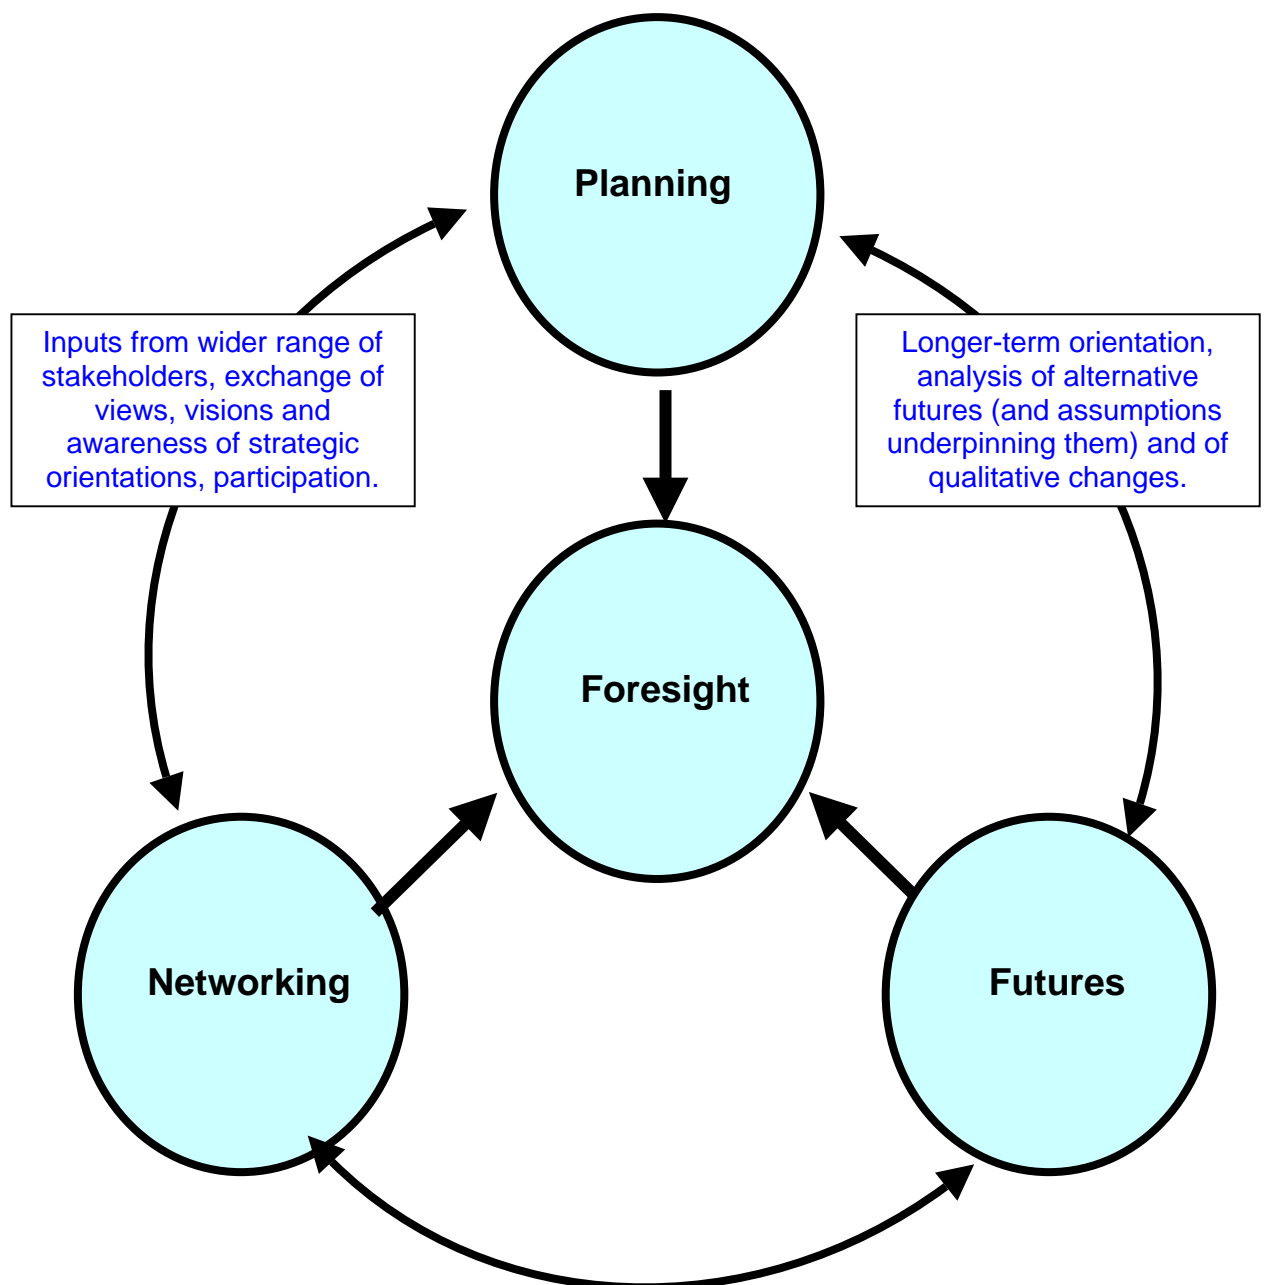 Planning
Inputs from wider range of
stakeholders, exchange of
views, visions and
awareness of strategic
orientations, participation.
Longer-term orientation,
analysis of alternative
futures (and assumptions
underpinning them) and of
qualitative changes.
Foresight
Networking
Futures